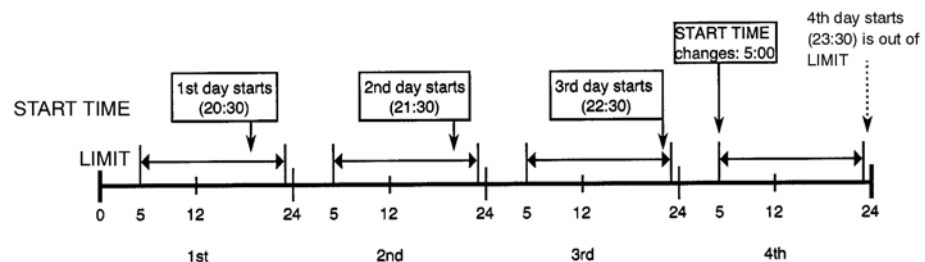 4th day starts
(23:30) is out of
LIMIT
START TIME
changes: 5:00
1st day starts
(20:30)
2nd day starts
(21:30)
3rd day starts
(22:30)
START TIME
LIMIT
0 5 12 24 5 12 24 5 12 24 5 12 24
1st 2nd 3rd 4th